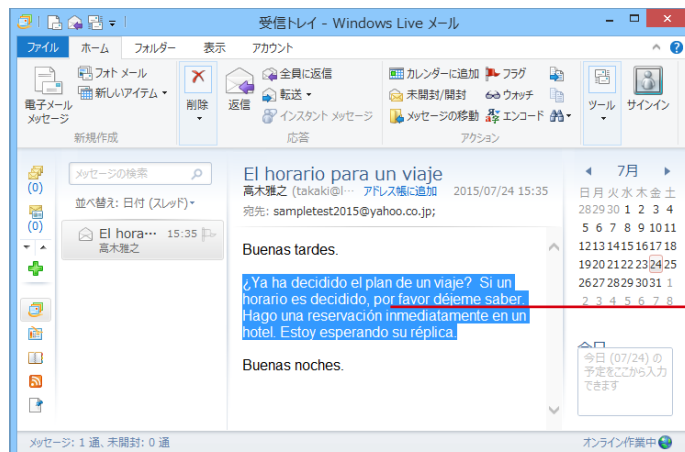 受信トレイ - Windows Live メール
ファイル ホーム フォルダー 表示 アカウント
電子メール メッセージ
フォト メール
新しいアイテム
新規作成
削除
返信
全員に返信
転送
インスタント メッセージ
応答
カレンダーに追加 フラグ
未開封/開封 ウォッチ
メッセージの移動 エンコード
アクション
ツール
サインイン
(0)
(0)
メッセージの検索
並べ替え: 日付 (スレッド)
El hora… 15:35
高木雅之
El horario para un viaje
高木雅之 (takaki@l… アドレス帳に追加 2015/07/24 15:35
宛先: sampletest2015@yahoo.co.jp;
Buenas tardes.
¿Ya ha decidido el plan de un viaje? Si un
horario es decidido, por favor déjeme saber.
Hago una reservación inmediatamente en un
hotel. Estoy esperando su réplica.
Buenas noches.
7月
日 月 火 水 木 金 土
28 29 30 1 2 3 4
5 6 7 8 9 10 11
12 13 14 15 16 17 18
19 20 21 22 23 24 25
26 27 28 29 30 31 1
2 3 4 5 6 7 8
今日
今日 (07/24) の
予定をここから入力
できます
メッセージ: 1 通、未開封: 0 通
オンライン作業中